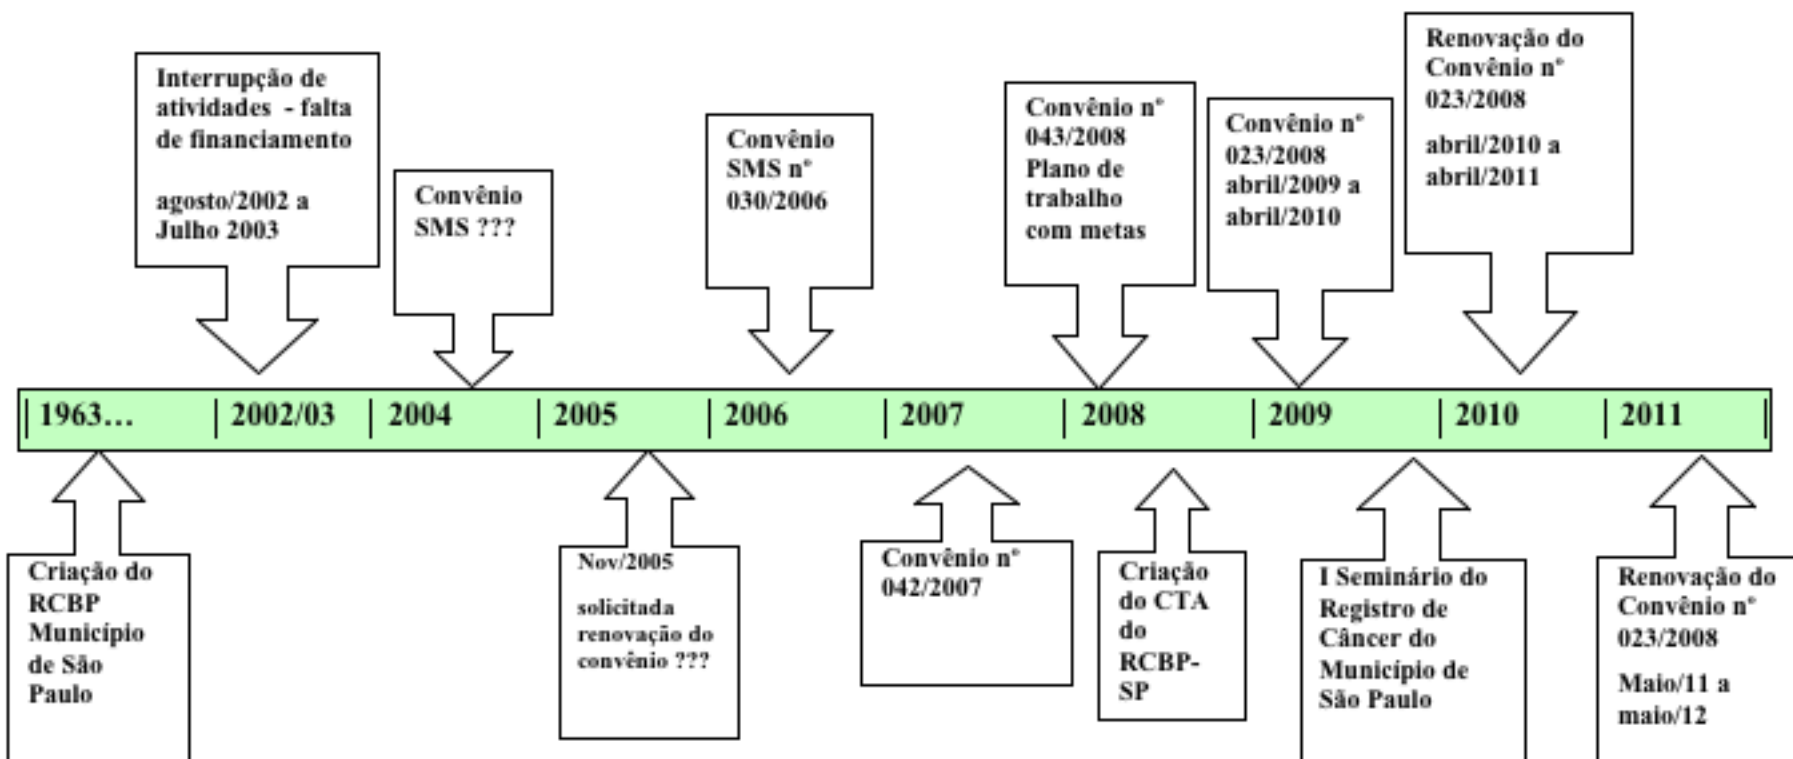 Interrupção de
atividades - falta
de financiamento
agosto/2002 a
Julho 2003
Convênio
SMS ???
Convênio
SMS nº
030/2006
Convênio nº
043/2008
Plano de
trabalho
com metas
Convênio nº
023/2008
abril/2009 a
abril/2010
Renovação do
Convênio nº
023/2008
abril/2010 a
abril/2011
1963...
2002/03
2004
2005
2006
2007
2008
2009
2010
2011
Criação do
RCBP
Município
de São
Paulo
Nov/2005
solicitada
renovação do
convênio ???
Convênio nº
042/2007
Criação
do CTA
do
RCBP-
SP
I Seminário do
Registro de
Câncer do
Município de
São Paulo
Renovação do
Convênio nº
023/2008
Maio/11 a
maio/12